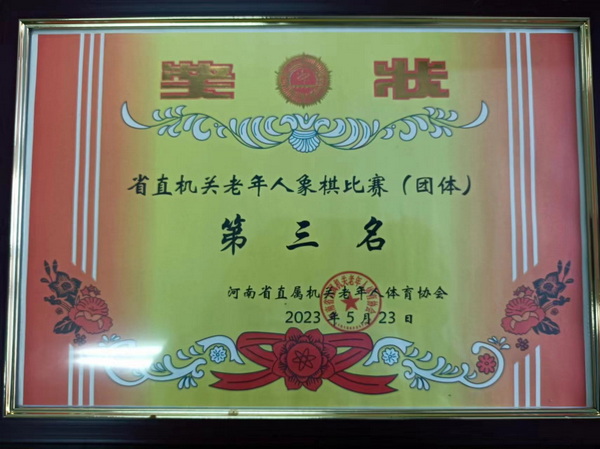 奖状
省直机关老年人象棋比赛（团体）
第三名
河南省直属机关老年人体育协会
2023年5月23日